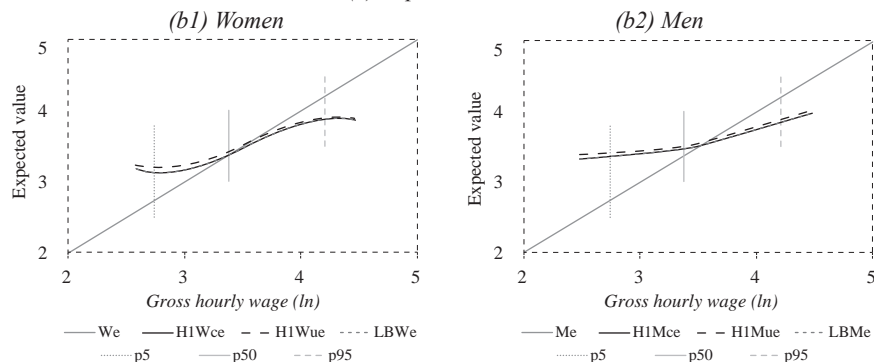 (b1) Women
(b2) Men
5
4
3
2
Expected value
2 3 4 5
Gross hourly wage (ln)
We H1Wce H1Wue LBWe
p5 p50 p95
5
4
3
2
Expected value
2 3 4 5
Gross hourly wage (ln)
Me H1Mce H1Mue LBMe
p5 p50 p95